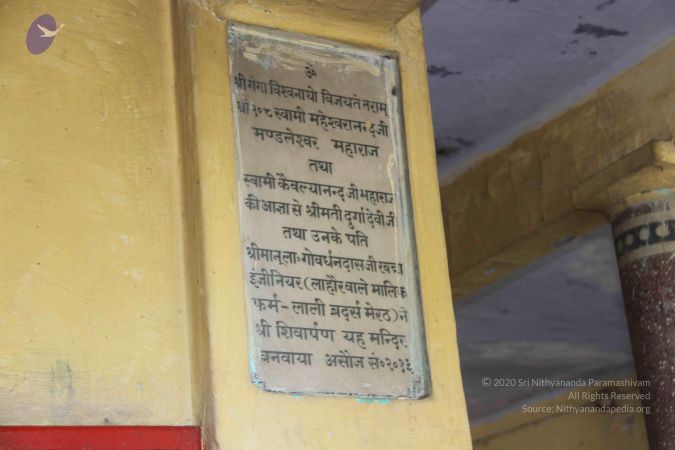 ॐ
श्री गंगा विश्वनाथो विजयतेतराम
श्री १०८ स्वामी महेश्वरानन्द जी
मण्डलेश्वर महाराज
तथा
स्वामी कैवल्यानन्द जी महाराज
की आज्ञा से श्रीमती दुर्गादेवी जी
तथा उनके पति
श्रीमान् ला० गोवर्धनदास जी खन्ना
इंजीनियर (लाहौरवाले मालिक
फर्म - लाली ब्रदर्स मेरठ) ने
श्री शिवार्पण यह मन्दिर
बनवाया असोज सं० २०१३
© 2020 Sri Nithyananda Paramashivam
All Rights Reserved
Source: Nithyanandapedia.org